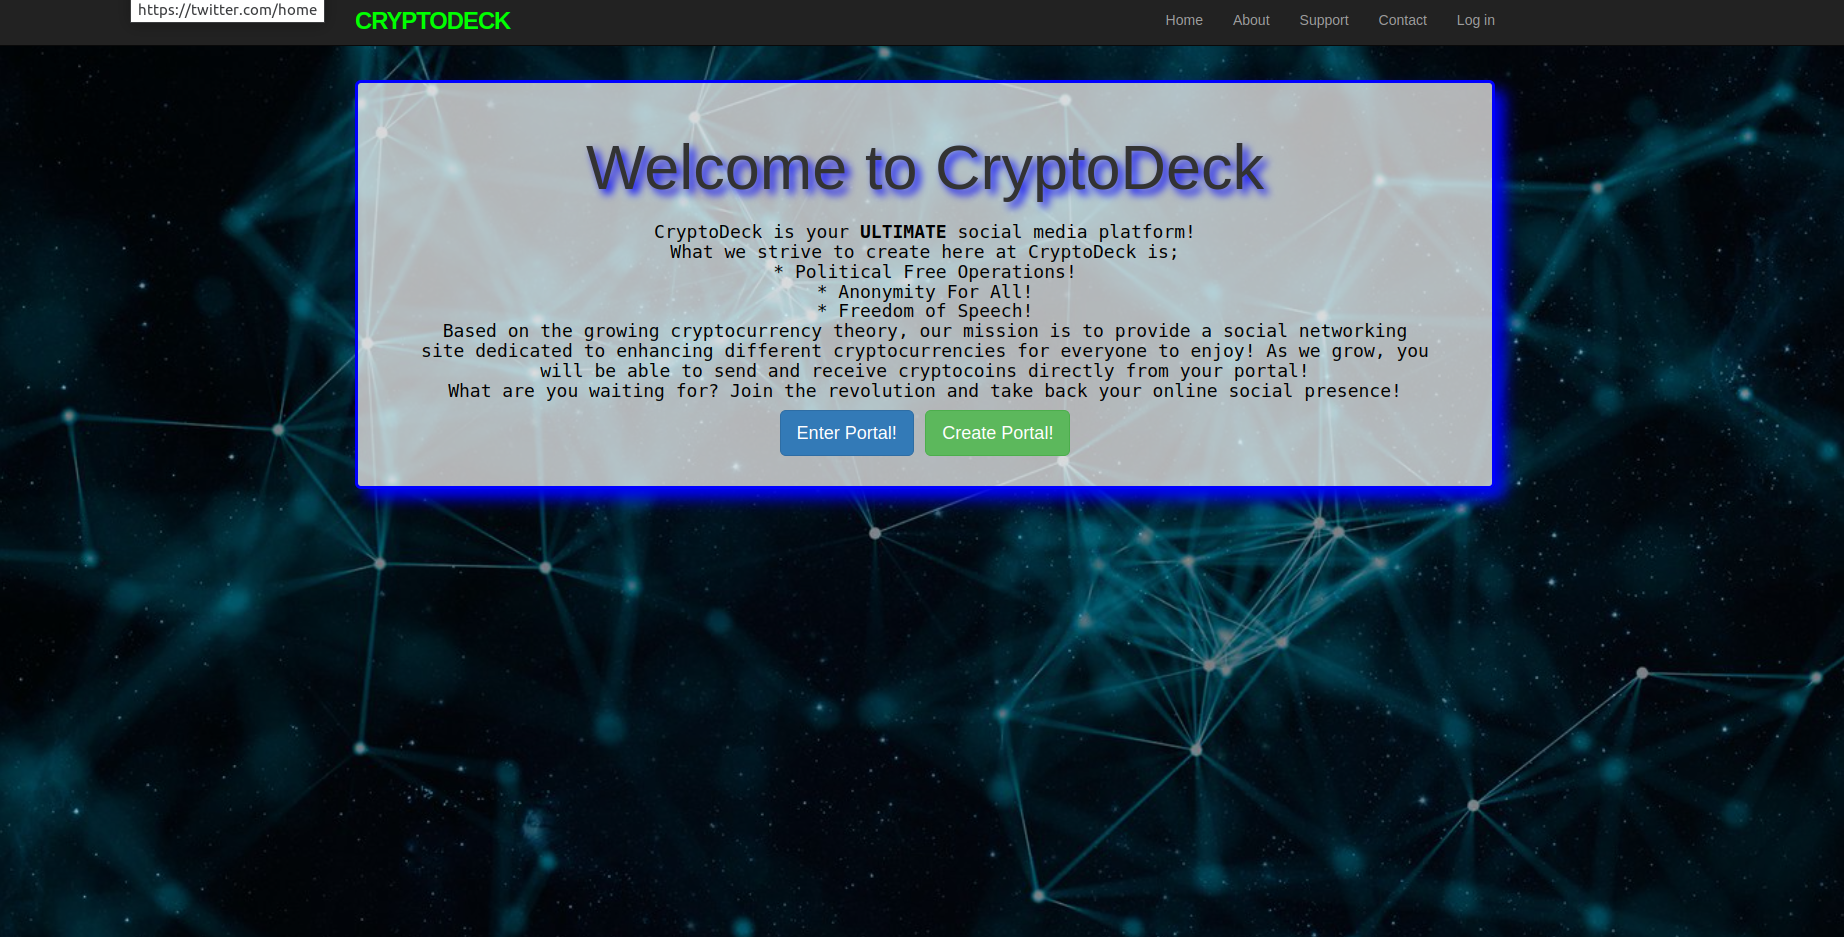 https://twitter.com/home
CRYPTODECK
Home
About
Support
Contact
Log in
Welcome to CryptoDeck
CryptoDeck is your ULTIMATE social media platform!
What we strive to create here at CryptoDeck is;
* Political Free Operations!
* Anonymity For All!
* Freedom of Speech!
Based on the growing cryptocurrency theory, our mission is to provide a social networking
site dedicated to enhancing different cryptocurrencies for everyone to enjoy! As we grow, you
will be able to send and receive cryptocoins directly from your portal!
What are you waiting for? Join the revolution and take back your online social presence!
Enter Portal!
Create Portal!